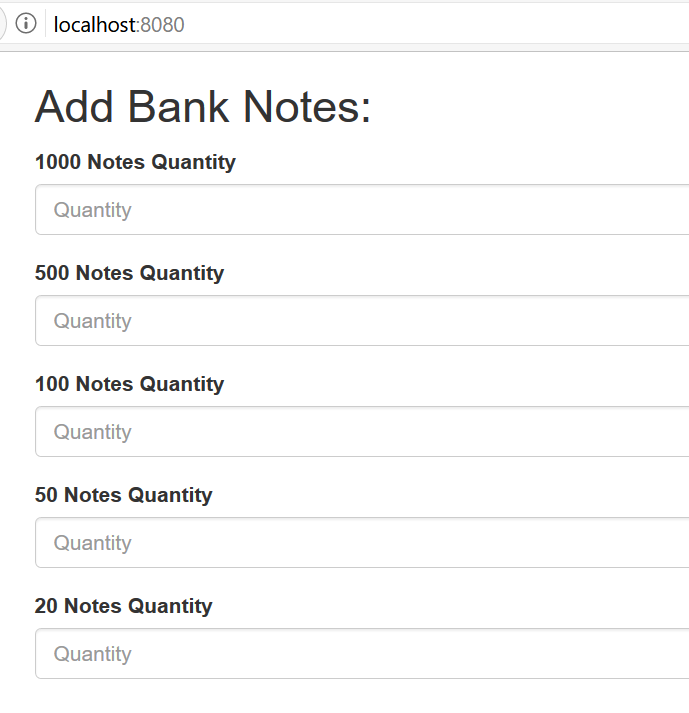 localhost:8080
Add Bank Notes:
1000 Notes Quantity
Quantity
500 Notes Quantity
Quantity
100 Notes Quantity
Quantity
50 Notes Quantity
Quantity
20 Notes Quantity
Quantity